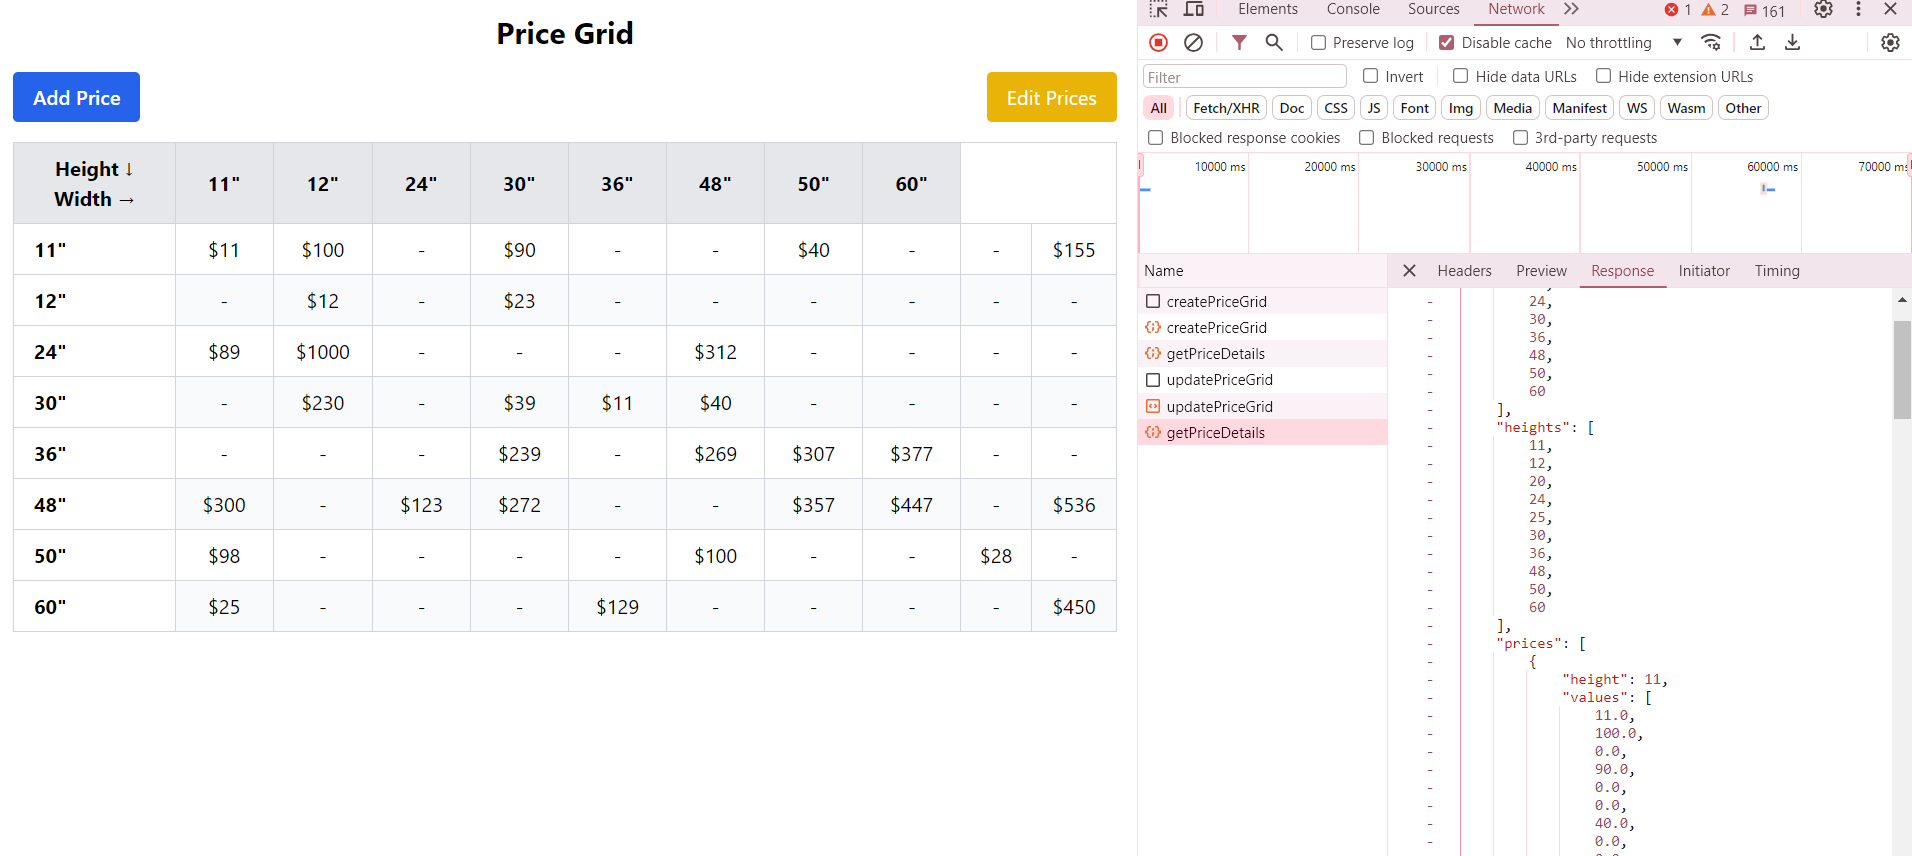 Price Grid
Add Price
Edit Prices
Height ↓ Width → 11" 12" 24" 30" 36" 48" 50" 60"
11" $11 $100 - $90 - - $40 - - $155
12" - $12 - $23 - - - - - -
24" $89 $1000 - - - $312 - - - -
30" - $230 - $39 $11 $40 - - - -
36" - - - $239 - $269 $307 $377 - -
48" $300 - $123 $272 - - $357 $447 - $536
50" $98 - - - - $100 - - $28 -
60" $25 - - - $129 - - - - $450
Elements Console Sources Network 1 2 161
Preserve log Disable cache No throttling
Filter Invert Hide data URLs Hide extension URLs
All Fetch/XHR Doc CSS JS Font Img Media Manifest WS Wasm Other
Blocked response cookies Blocked requests 3rd-party requests
10000 ms 20000 ms 30000 ms 40000 ms 50000 ms 60000 ms 70000 ms
Name
createPriceGrid
createPriceGrid
getPriceDetails
updatePriceGrid
updatePriceGrid
getPriceDetails
Headers Preview Response Initiator Timing
- 24,
- 30,
- 36,
- 48,
- 50,
- 60
- ],
- "heights": [
- 11,
- 12,
- 20,
- 24,
- 25,
- 30,
- 36,
- 48,
- 50,
- 60
- ],
- "prices": [
- {
- "height": 11,
- "values": [
- 11.0,
- 100.0,
- 0.0,
- 90.0,
- 0.0,
- 0.0,
- 40.0,
- 0.0,